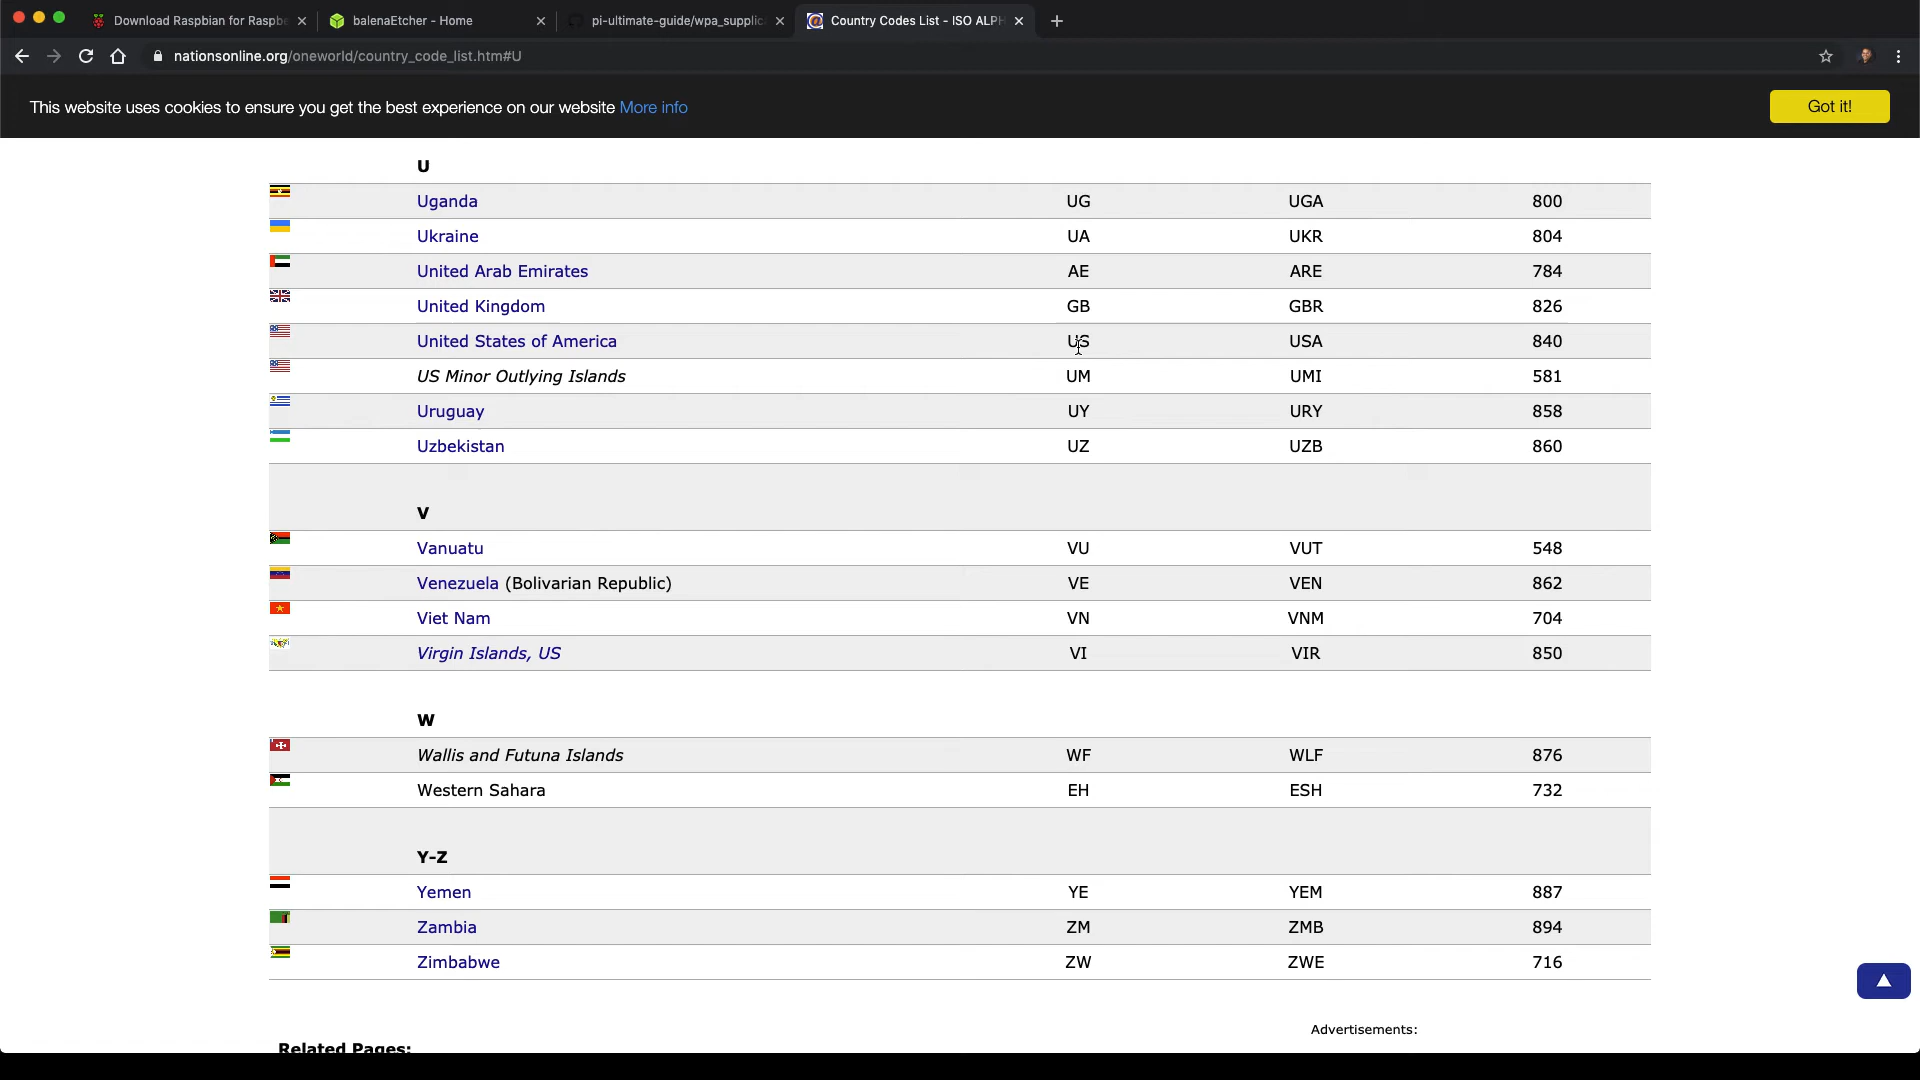 Download Raspbian for Raspbe
balenaEtcher - Home
pi-ultimate-guide/wpa_supplic
Country Codes List - ISO ALPH
nationsonline.org/oneworld/country_code_list.htm#U
This website uses cookies to ensure you get the best experience on our website More info
Got it!
U
Uganda UG UGA 800
Ukraine UA UKR 804
United Arab Emirates AE ARE 784
United Kingdom GB GBR 826
United States of America US USA 840
US Minor Outlying Islands UM UMI 581
Uruguay UY URY 858
Uzbekistan UZ UZB 860
V
Vanuatu VU VUT 548
Venezuela (Bolivarian Republic) VE VEN 862
Viet Nam VN VNM 704
Virgin Islands, US VI VIR 850
W
Wallis and Futuna Islands WF WLF 876
Western Sahara EH ESH 732
Y-Z
Yemen YE YEM 887
Zambia ZM ZMB 894
Zimbabwe ZW ZWE 716
Advertisements:
Related Pages: